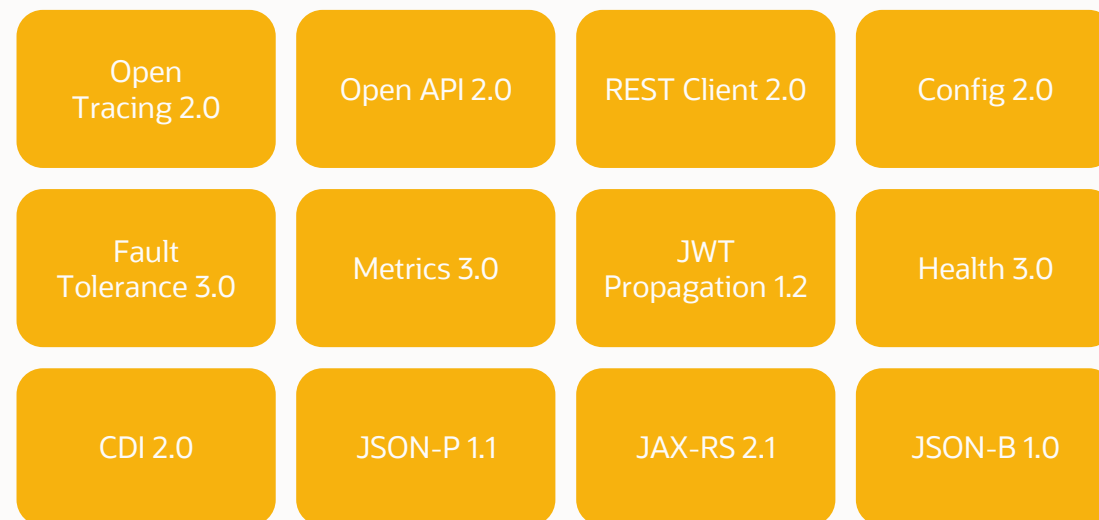 Open
Tracing 2.0
Open API 2.0
REST Client 2.0
Config 2.0
Fault
Tolerance 3.0
Metrics 3.0
JWT
Propagation 1.2
Health 3.0
CDI 2.0
JSON-P 1.1
JAX-RS 2.1
JSON-B 1.0